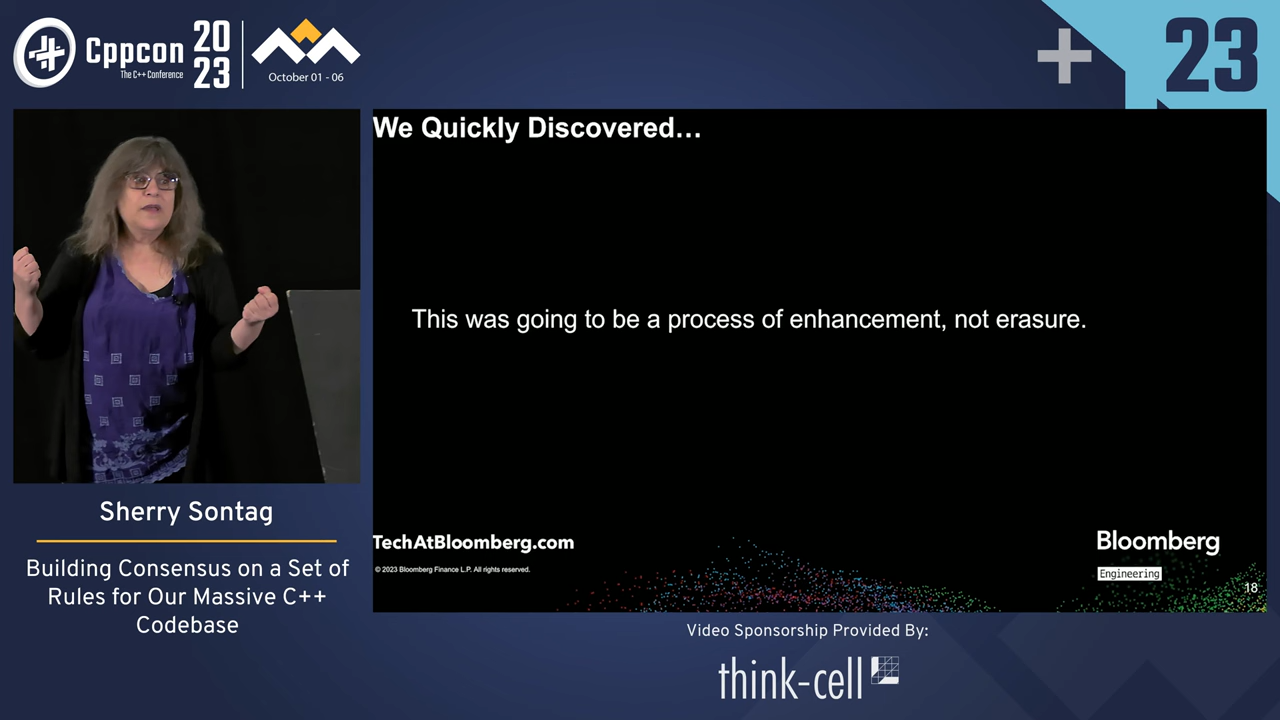 Cppcon
The C++ Conference
20
23
October 01 - 06
23
We Quickly Discovered…
This was going to be a process of enhancement, not erasure.
TechAtBloomberg.com
© 2023 Bloomberg Finance L.P. All rights reserved.
Bloomberg
Engineering
18
Sherry Sontag
Building Consensus on a Set of
Rules for Our Massive C++
Codebase
Video Sponsorship Provided By:
think-cell